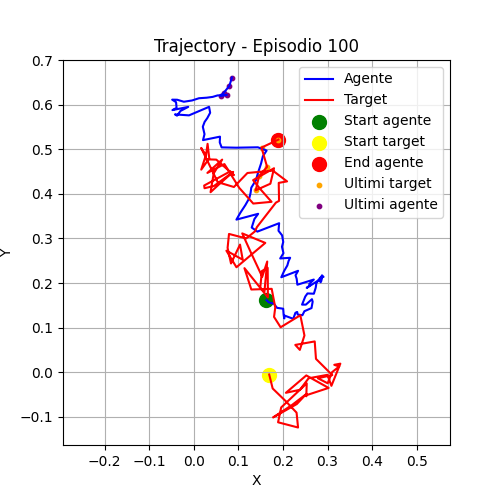 Trajectory - Episodio 100
Agente
Target
Start agente
Start target
End agente
Ultimi target
Ultimi agente
0.7
0.6
0.5
0.4
0.3
0.2
0.1
0.0
−0.1
Y
−0.2
−0.1
0.0
0.1
0.2
0.3
0.4
0.5
X